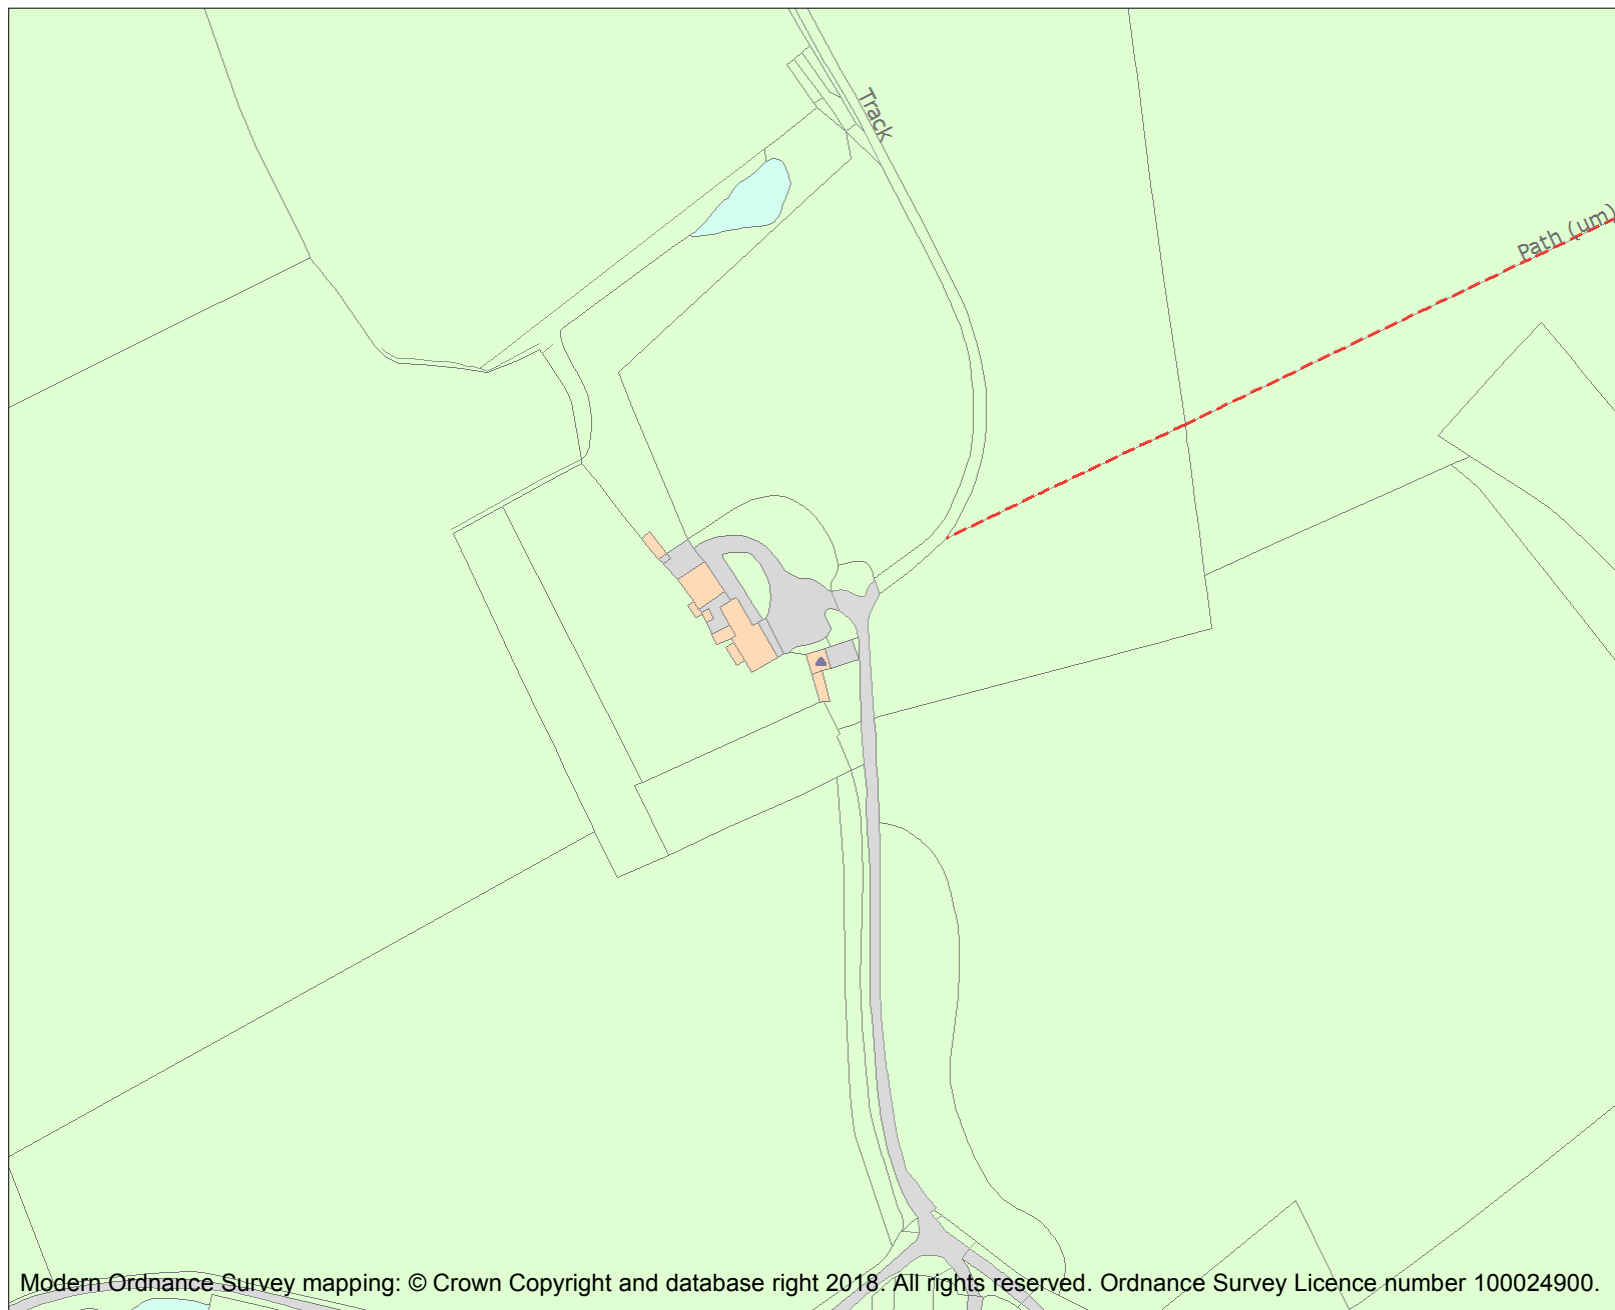 Track
Path (um)
Modern Ordnance Survey mapping: © Crown Copyright and database right 2018. All rights reserved. Ordnance Survey Licence number 100024900.